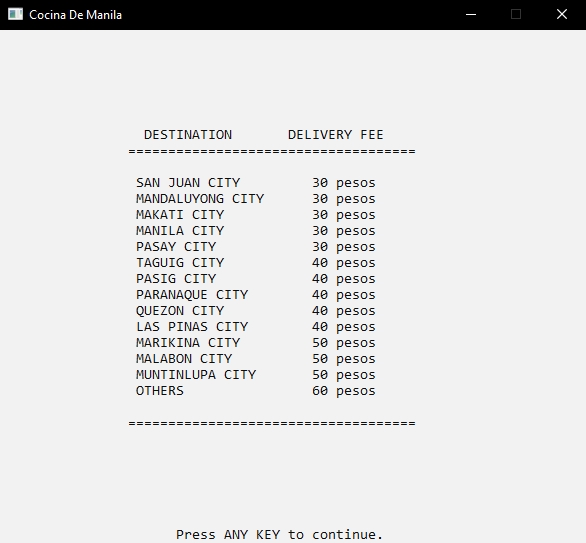 Cocina De Manila
DESTINATION DELIVERY FEE
====================================
SAN JUAN CITY 30 pesos
MANDALUYONG CITY 30 pesos
MAKATI CITY 30 pesos
MANILA CITY 30 pesos
PASAY CITY 30 pesos
TAGUIG CITY 40 pesos
PASIG CITY 40 pesos
PARANAQUE CITY 40 pesos
QUEZON CITY 40 pesos
LAS PINAS CITY 40 pesos
MARIKINA CITY 50 pesos
MALABON CITY 50 pesos
MUNTINLUPA CITY 50 pesos
OTHERS 60 pesos
====================================
Press ANY KEY to continue.